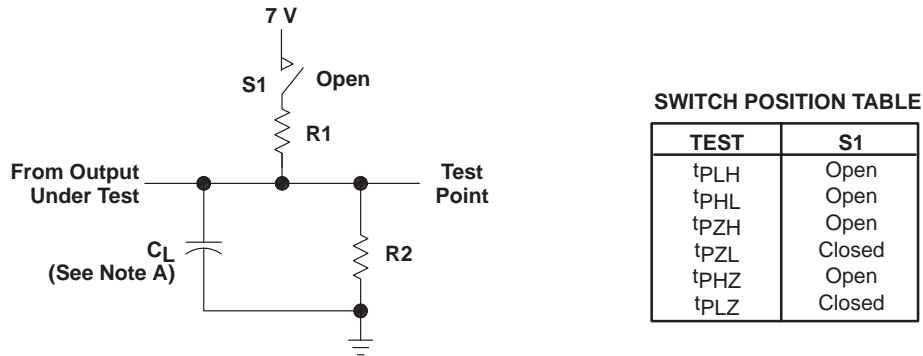 7 V
S1
Open
R1
From Output
Under Test
Test
Point
CL
(See Note A)
R2
SWITCH POSITION TABLE
TEST S1
tPLH Open
tPHL Open
tPZH Open
tPZL Closed
tPHZ Open
tPLZ Closed